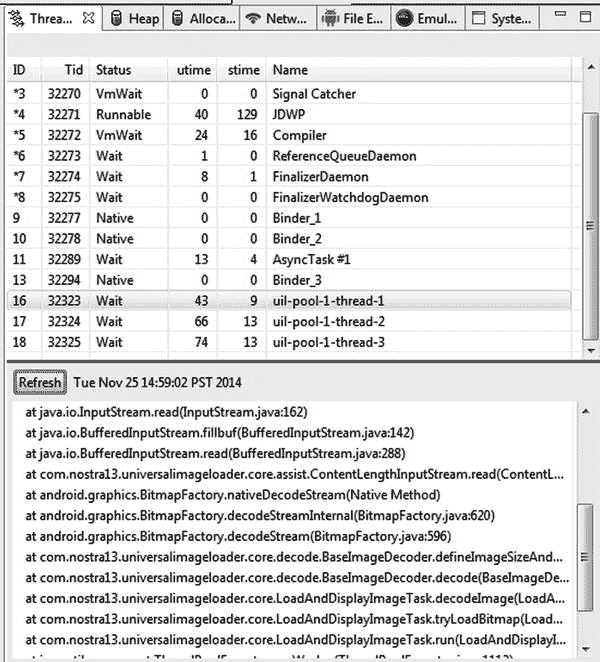 Threa... Heap Alloca... Netw... File E... Emul... Syste...
ID Tid Status utime stime Name
*3 32270 VmWait 0 0 Signal Catcher
*4 32271 Runnable 40 129 JDWP
*5 32272 VmWait 24 16 Compiler
*6 32273 Wait 1 0 ReferenceQueueDaemon
*7 32274 Wait 8 1 FinalizerDaemon
*8 32275 Wait 0 0 FinalizerWatchdogDaemon
9 32277 Native 0 0 Binder_1
10 32278 Native 0 0 Binder_2
11 32289 Wait 13 4 AsyncTask #1
13 32294 Native 0 0 Binder_3
16 32323 Wait 43 9 uil-pool-1-thread-1
17 32324 Wait 66 13 uil-pool-1-thread-2
18 32325 Wait 74 13 uil-pool-1-thread-3
Refresh Tue Nov 25 14:59:02 PST 2014
at java.io.InputStream.read(InputStream.java:162)
at java.io.BufferedInputStream.fillbuf(BufferedInputStream.java:142)
at java.io.BufferedInputStream.read(BufferedInputStream.java:288)
at com.nostra13.universalimageloader.core.assist.ContentLengthInputStream.read(ContentL...
at android.graphics.BitmapFactory.nativeDecodeStream(Native Method)
at android.graphics.BitmapFactory.decodeStreamInternal(BitmapFactory.java:620)
at android.graphics.BitmapFactory.decodeStream(BitmapFactory.java:596)
at com.nostra13.universalimageloader.core.decode.BaseImageDecoder.defineImageSizeAnd...
at com.nostra13.universalimageloader.core.decode.BaseImageDecoder.decode(BaseImageDe...
at com.nostra13.universalimageloader.core.LoadAndDisplayImageTask.decodeImage(LoadA...
at com.nostra13.universalimageloader.core.LoadAndDisplayImageTask.tryLoadBitmap(Load...
at com.nostra13.universalimageloader.core.LoadAndDisplayImageTask.run(LoadAndDisplayI...